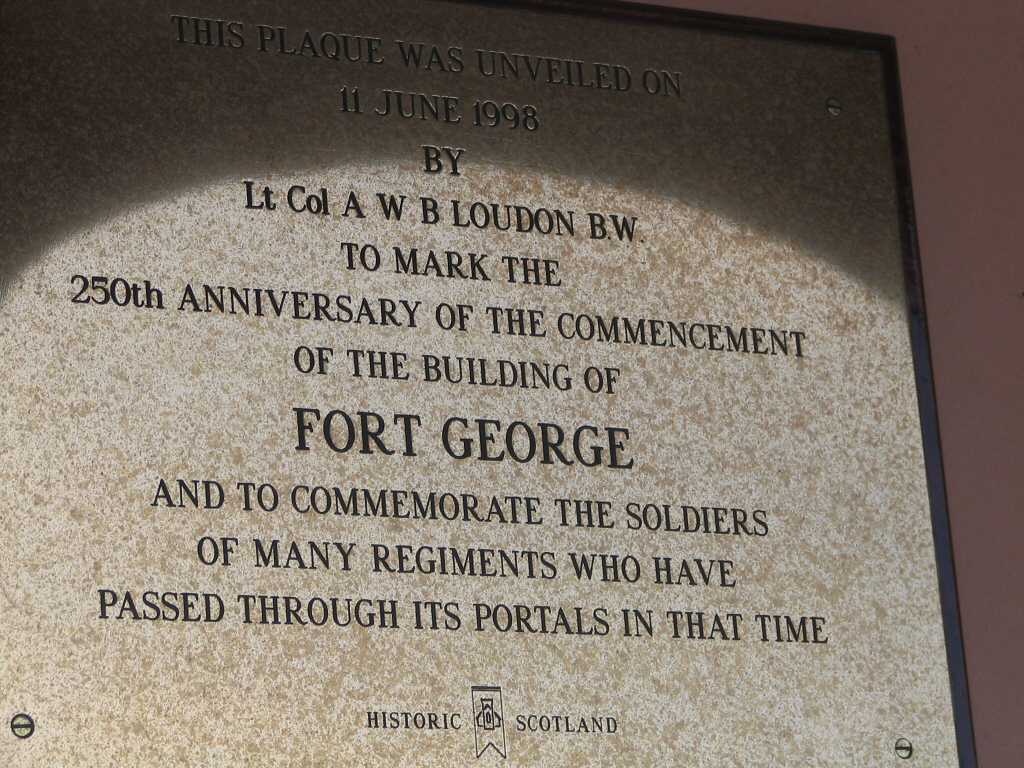 THIS PLAQUE WAS UNVEILED ON
11 JUNE 1998
BY
Lt Col A W B LOUDON B.W.
TO MARK THE
250th ANNIVERSARY OF THE COMMENCEMENT
OF THE BUILDING OF
FORT GEORGE
AND TO COMMEMORATE THE SOLDIERS
OF MANY REGIMENTS WHO HAVE
PASSED THROUGH ITS PORTALS IN THAT TIME
HISTORIC SCOTLAND